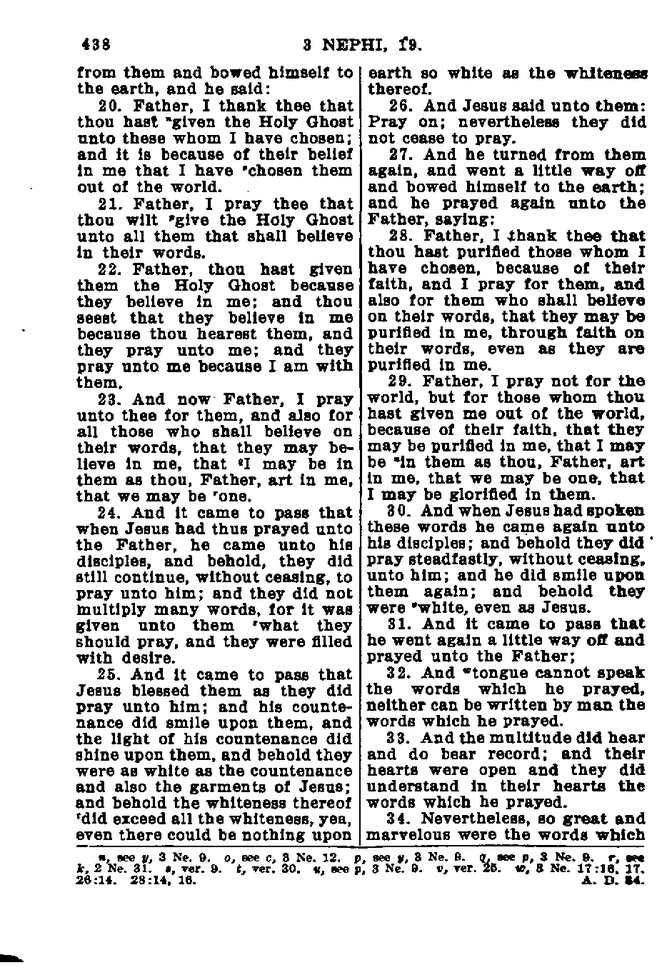 438
3 NEPHI, 19.
from them and bowed himself to
the earth, and he said:
20. Father, I thank thee that
thou hast ⁿgiven the Holy Ghost
unto these whom I have chosen;
and it is because of their belief
in me that I have ᵒchosen them
out of the world.
21. Father, I pray thee that
thou wilt ᵖgive the Holy Ghost
unto all them that shall believe
in their words.
22. Father, thou hast given
them the Holy Ghost because
they believe in me; and thou
seest that they believe in me
because thou hearest them, and
they pray unto me; and they
pray unto me because I am with
them.
23. And now Father, I pray
unto thee for them, and also for
all those who shall believe on
their words, that they may be-
lieve in me, that qI may be in
them as thou, Father, art in me,
that we may be ʳone.
24. And it came to pass that
when Jesus had thus prayed unto
the Father, he came unto his
disciples, and behold, they did
still continue, without ceasing, to
pray unto him; and they did not
multiply many words, for it was
given unto them ˢwhat they
should pray, and they were filled
with desire.
25. And it came to pass that
Jesus blessed them as they did
pray unto him; and his counte-
nance did smile upon them, and
the light of his countenance did
shine upon them, and behold they
were as white as the countenance
and also the garments of Jesus;
and behold the whiteness thereof
ᵗdid exceed all the whiteness, yea,
even there could be nothing upon
earth so white as the whiteness
thereof.
26. And Jesus said unto them:
Pray on; nevertheless they did
not cease to pray.
27. And he turned from them
again, and went a little way off
and bowed himself to the earth;
and he prayed again unto the
Father, saying:
28. Father, I thank thee that
thou hast purified those whom I
have chosen, because of their
faith, and I pray for them, and
also for them who shall believe
on their words, that they may be
purified in me, through faith on
their words, even as they are
purified in me.
29. Father, I pray not for the
world, but for those whom thou
hast given me out of the world,
because of their faith, that they
may be purified in me, that I may
be ᵘin them as thou, Father, art
in me, that we may be one, that
I may be glorified in them.
30. And when Jesus had spoken
these words he came again unto
his disciples; and behold they did
pray steadfastly, without ceasing,
unto him; and he did smile upon
them again; and behold they
were ᵛwhite, even as Jesus.
31. And it came to pass that
he went again a little way off and
prayed unto the Father;
32. And ʷtongue cannot speak
the words which he prayed,
neither can be written by man the
words which he prayed.
33. And the multitude did hear
and do bear record; and their
hearts were open and they did
understand in their hearts the
words which he prayed.
34. Nevertheless, so great and
marvelous were the words which
n, see y, 3 Ne. 9. o, see c, 3 Ne. 12. p, see y, 3 Ne. 9. q, see p, 3 Ne. 9. r, see
k, 2 Ne. 31. s, ver. 9. t, ver. 30. u, see p, 3 Ne. 9. v, ver. 25. w, 3 Ne. 17:16, 17.
26:14. 28:14, 16.
A. D. 34.